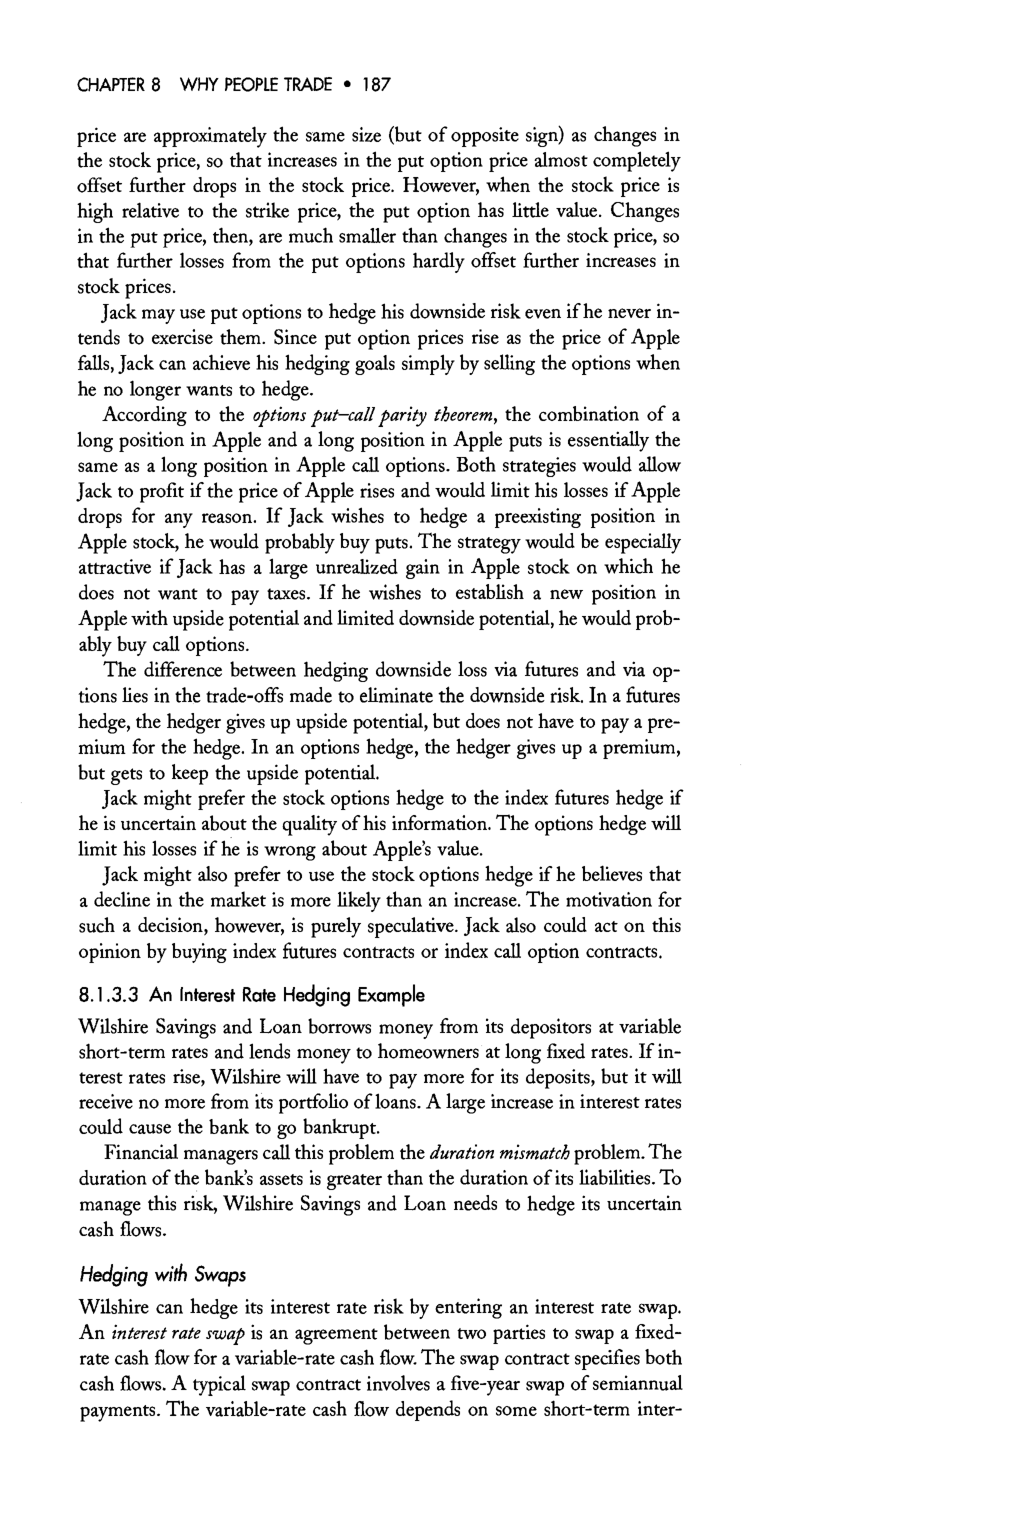 CHAPTER 8 WHY PEOPLE TRADE • 187
price are approximately the same size (but of opposite sign) as changes in
the stock price, so that increases in the put option price almost completely
offset further drops in the stock price. However, when the stock price is
high relative to the strike price, the put option has little value. Changes
in the put price, then, are much smaller than changes in the stock price, so
that further losses from the put options hardly offset further increases in
stock prices.
Jack may use put options to hedge his downside risk even if he never in-
tends to exercise them. Since put option prices rise as the price of Apple
falls, Jack can achieve his hedging goals simply by selling the options when
he no longer wants to hedge.
According to the options put–call parity theorem, the combination of a
long position in Apple and a long position in Apple puts is essentially the
same as a long position in Apple call options. Both strategies would allow
Jack to profit if the price of Apple rises and would limit his losses if Apple
drops for any reason. If Jack wishes to hedge a preexisting position in
Apple stock, he would probably buy puts. The strategy would be especially
attractive if Jack has a large unrealized gain in Apple stock on which he
does not want to pay taxes. If he wishes to establish a new position in
Apple with upside potential and limited downside potential, he would prob-
ably buy call options.
The difference between hedging downside loss via futures and via op-
tions lies in the trade-offs made to eliminate the downside risk. In a futures
hedge, the hedger gives up upside potential, but does not have to pay a pre-
mium for the hedge. In an options hedge, the hedger gives up a premium,
but gets to keep the upside potential.
Jack might prefer the stock options hedge to the index futures hedge if
he is uncertain about the quality of his information. The options hedge will
limit his losses if he is wrong about Apple's value.
Jack might also prefer to use the stock options hedge if he believes that
a decline in the market is more likely than an increase. The motivation for
such a decision, however, is purely speculative. Jack also could act on this
opinion by buying index futures contracts or index call option contracts.
8.1.3.3 An Interest Rate Hedging Example
Wilshire Savings and Loan borrows money from its depositors at variable
short-term rates and lends money to homeowners at long fixed rates. If in-
terest rates rise, Wilshire will have to pay more for its deposits, but it will
receive no more from its portfolio of loans. A large increase in interest rates
could cause the bank to go bankrupt.
Financial managers call this problem the duration mismatch problem. The
duration of the bank's assets is greater than the duration of its liabilities. To
manage this risk, Wilshire Savings and Loan needs to hedge its uncertain
cash flows.
Hedging with Swaps
Wilshire can hedge its interest rate risk by entering an interest rate swap.
An interest rate swap is an agreement between two parties to swap a fixed-
rate cash flow for a variable-rate cash flow. The swap contract specifies both
cash flows. A typical swap contract involves a five-year swap of semiannual
payments. The variable-rate cash flow depends on some short-term inter-